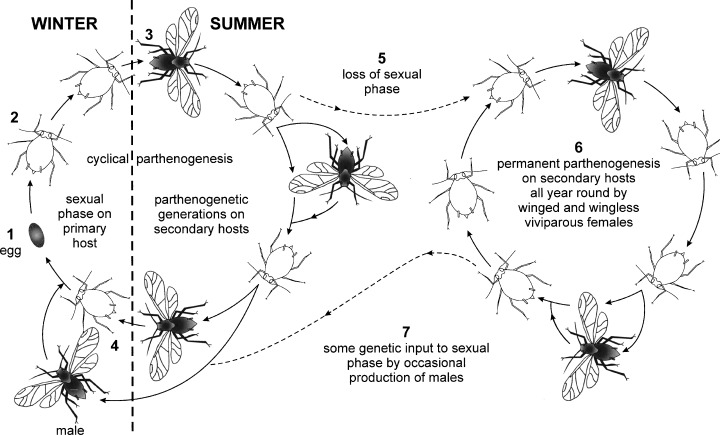 WINTER
SUMMER
3
5
loss of sexual
phase
2
cyclical parthenogenesis
6
permanent parthenogenesis
on secondary hosts
all year round by
winged and wingless
viviparous females
sexual
phase on
primary
host
parthenogenetic
generations on
secondary hosts
1
egg
4
7
some genetic input to sexual
phase by occasional
production of males
male